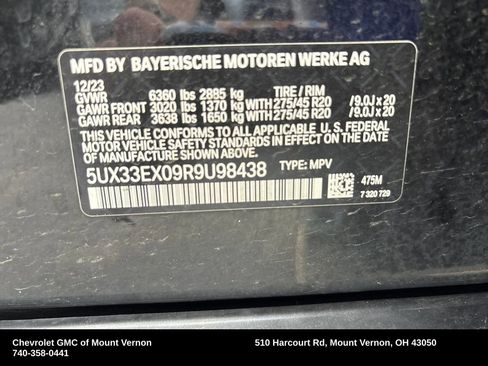 MFD BY BAYERISCHE MOTOREN WERKE AG
12/23 TIRE / RIM
GVWR 6360 lbs 2885 kg
GAWR FRONT 3020 lbs 1370 kg WITH 275/45 R20 /9.0J x 20
GAWR REAR 3638 lbs 1650 kg WITH 275/45 R20 /9.0J x 20
THIS VEHICLE CONFORMS TO ALL APPLICABLE U. S. FEDERAL
MOTOR VEHICLE SAFETY STANDARDS IN EFFECT ON THE
DATE OF MANUFACTURE SHOWN ABOVE.
5UX33EX09R9U98438 TYPE: MPV
475M
7 320 729
Chevrolet GMC of Mount Vernon
740-358-0441
510 Harcourt Rd, Mount Vernon, OH 43050